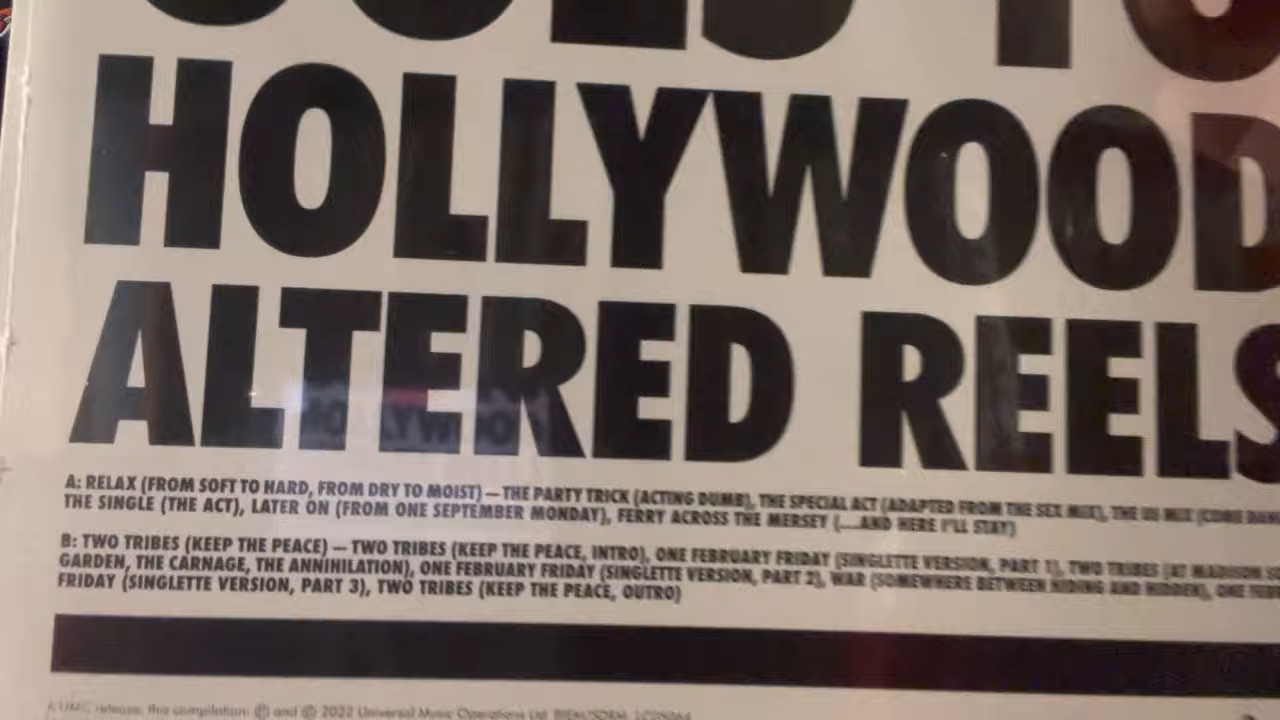 HOLLYWOOD
ALTERED REELS
A: RELAX (FROM SOFT TO HARD, FROM DRY TO MOIST) — THE PARTY TRICK (ACTING DUMB), THE SPECIAL ACT (ADAPTED FROM THE SEX MIX), THE US MIX (COME
THE SINGLE (THE ACT), LATER ON (FROM ONE SEPTEMBER MONDAY), FERRY ACROSS THE MERSEY (...AND HERE I'LL STAY)
B: TWO TRIBES (KEEP THE PEACE) — TWO TRIBES (KEEP THE PEACE, INTRO), ONE FEBRUARY FRIDAY (SINGLETTE VERSION, PART 1), TWO TRIBES (AT MADISON
GARDEN, THE CARNAGE, THE ANNIHILATION), ONE FEBRUARY FRIDAY (SINGLETTE VERSION, PART 2), WAR (SOMEWHERE BETWEEN HIDING AND HIDDEN), ONE
FRIDAY (SINGLETTE VERSION, PART 3), TWO TRIBES (KEEP THE PEACE, OUTRO)
A UMC release, this compilation: Ⓟ and © 2022 Universal Music Operations Ltd.